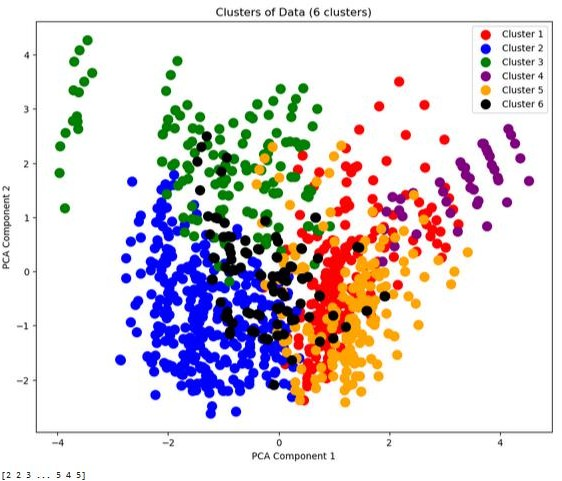 Clusters of Data (6 clusters)
Cluster 1
Cluster 2
Cluster 3
Cluster 4
Cluster 5
Cluster 6
PCA Component 2
4
3
2
1
0
−1
−2
−4
−2
0
2
4
PCA Component 1
[2 2 3 ... 5 4 5]